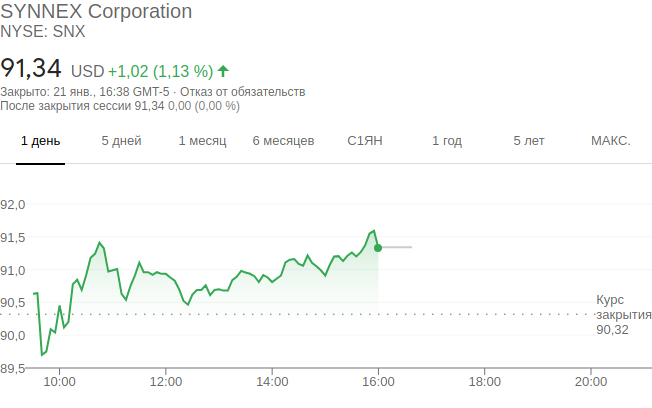 SYNNEX Corporation
NYSE: SNX
91,34 USD +1,02 (1,13 %)
Закрыто: 21 янв., 16:38 GMT-5 · Отказ от обязательств
После закрытия сессии 91,34 0,00 (0,00 %)
1 день 5 дней 1 месяц 6 месяцев С1ЯН 1 год 5 лет МАКС.
92,0
91,5
91,0
90,5
90,0
89,5
Курс
закрытия
90,32
10:00 12:00 14:00 16:00 18:00 20:00